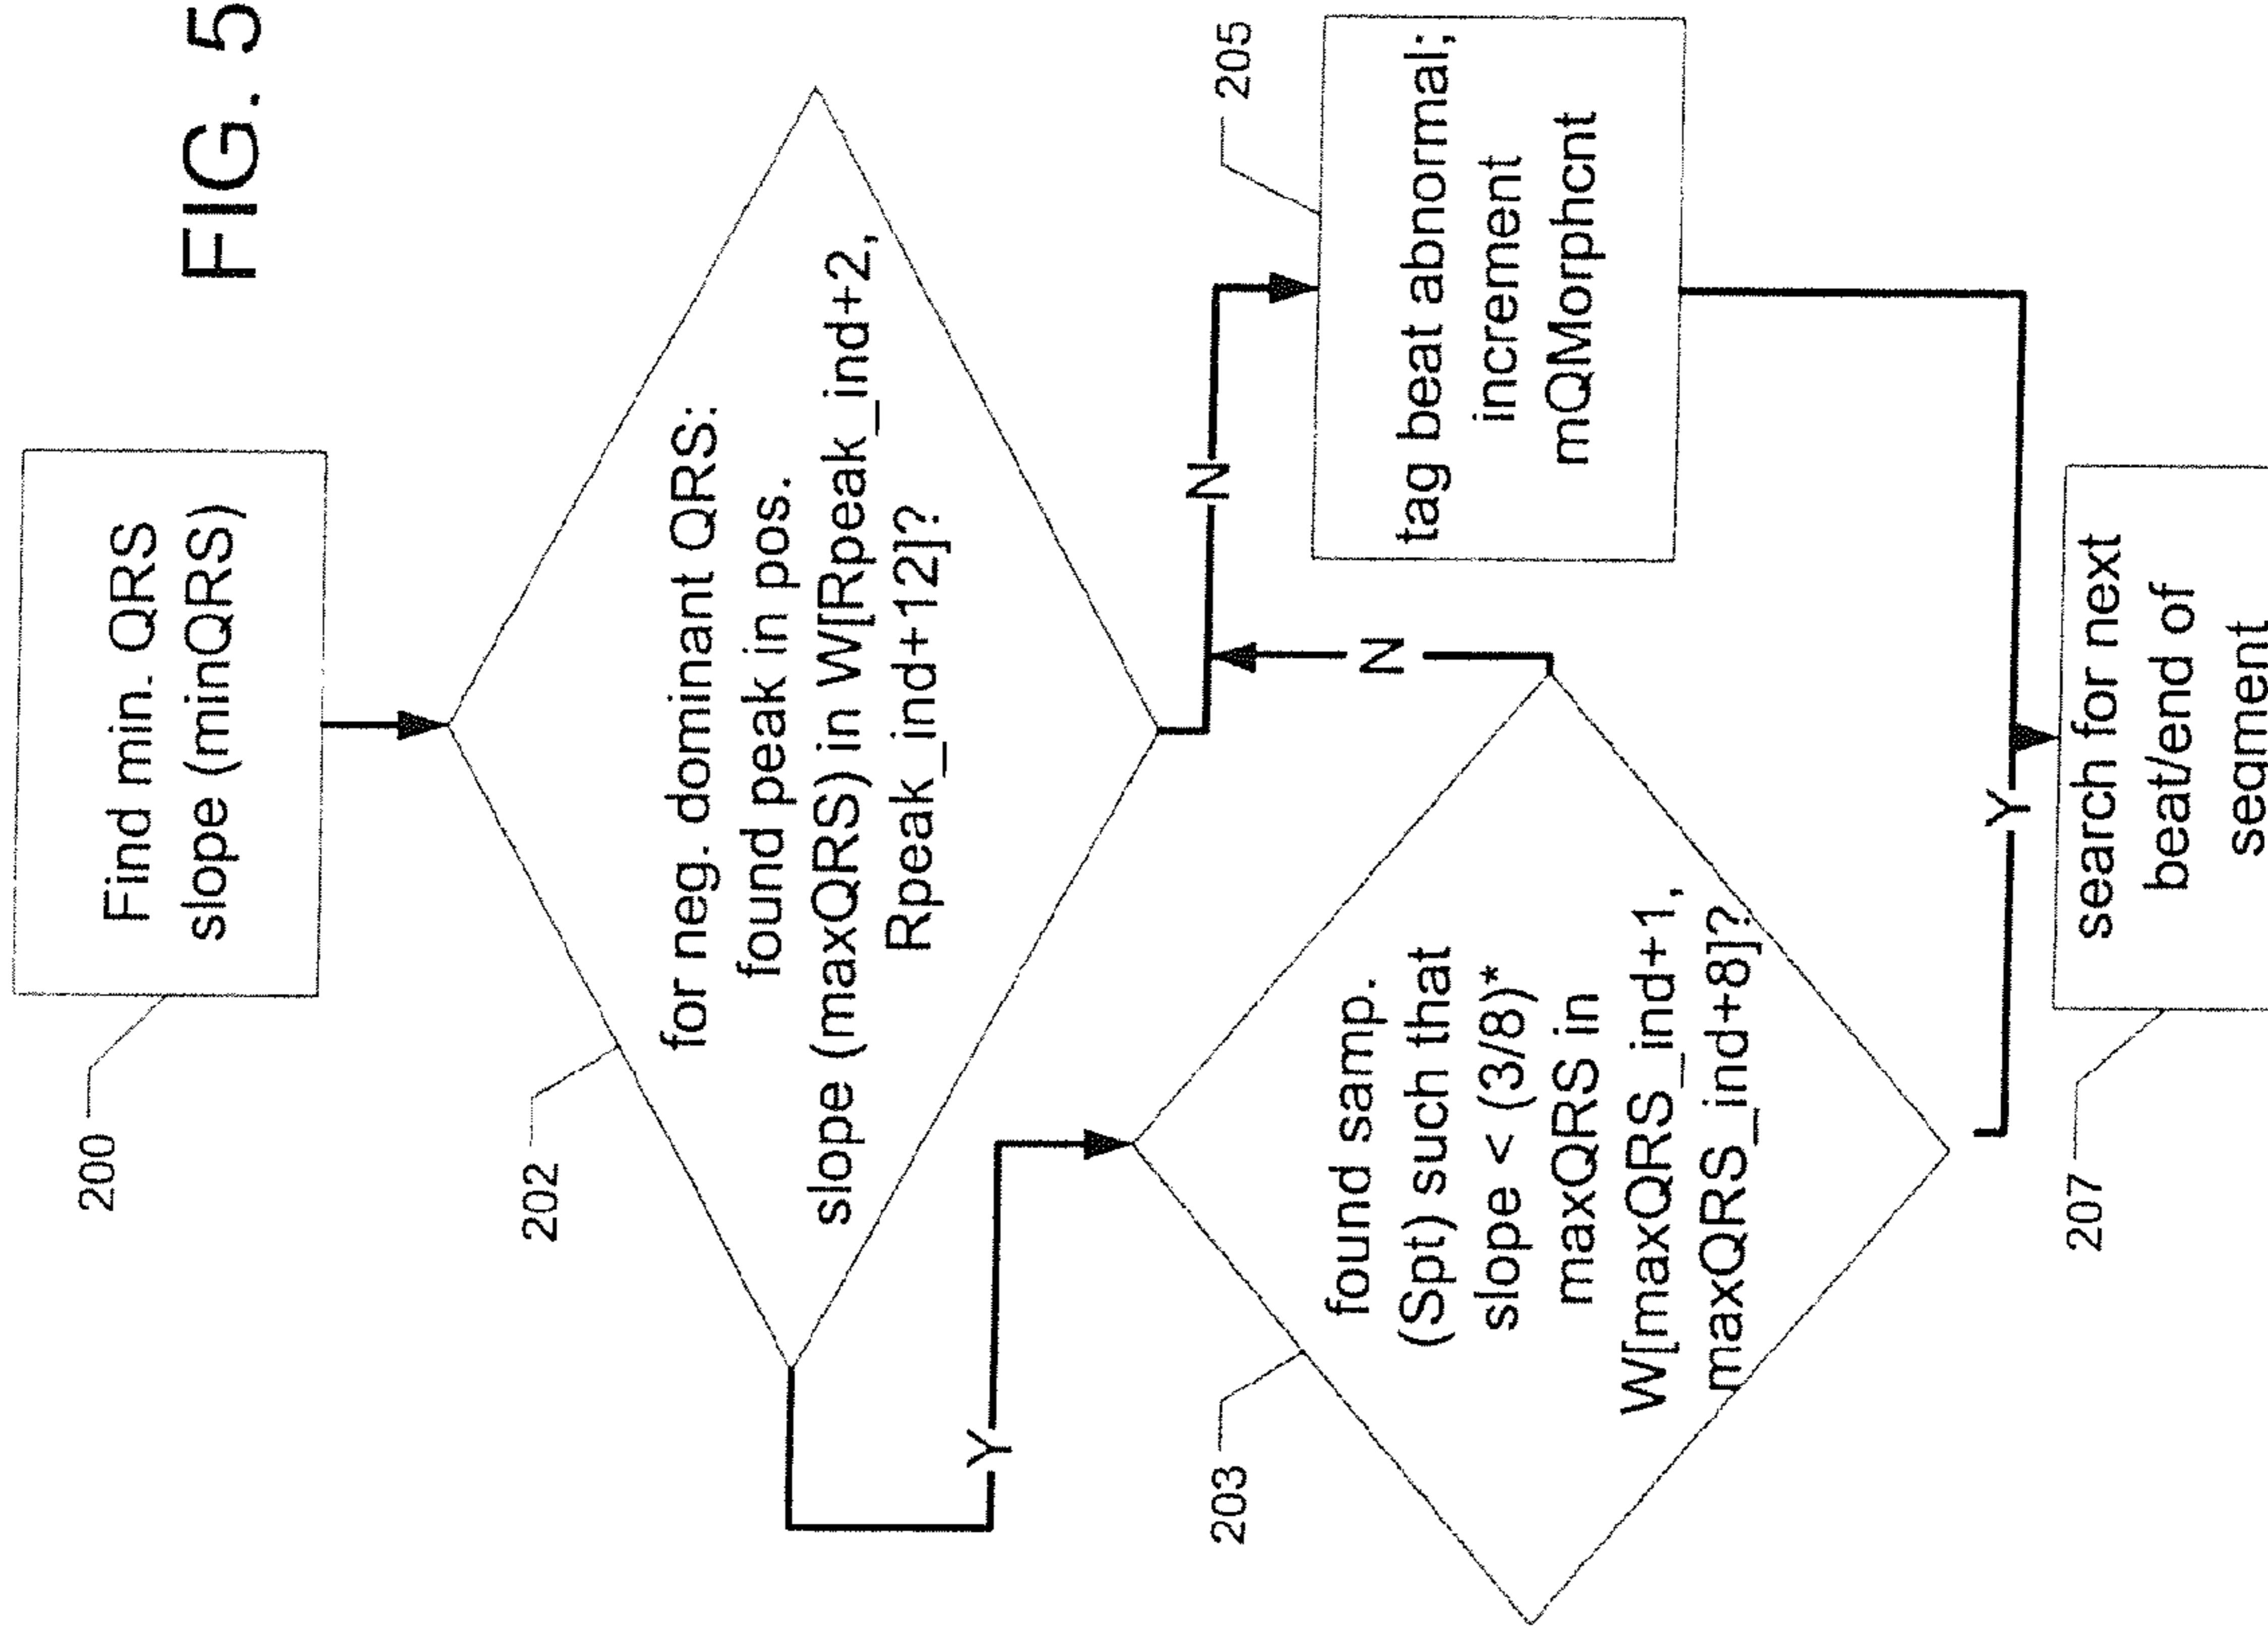 FIG. 5
200
Find min. QRS
slope (minQRS)
202
for neg. dominant QRS:
found peak in pos.
slope (maxQRS) in W[Rpeak_ind+2,
Rpeak_ind+12]?
Y
N
203
found samp.
(Spt) such that
slope < (3/8)*
maxQRS in
W[maxQRS_ind+1,
maxQRS_ind+8]?
N
205
tag beat abnormal;
increment
mQMorphcnt
Y
207
search for next
beat/end of
segment